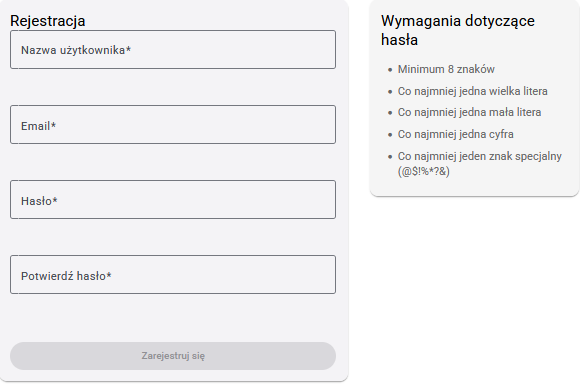 Rejestracja
Nazwa użytkownika*
Email*
Hasło*
Potwierdź hasło*
Zarejestruj się
Wymagania dotyczące
hasła
• Minimum 8 znaków
• Co najmniej jedna wielka litera
• Co najmniej jedna mała litera
• Co najmniej jedna cyfra
• Co najmniej jeden znak specjalny
(@$!%*?&)